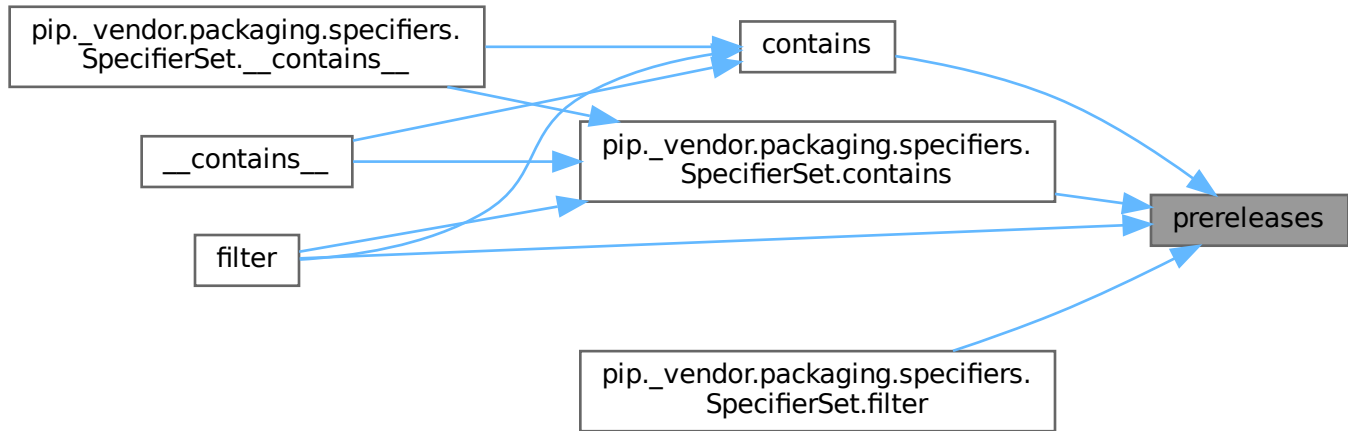 pip._vendor.packaging.specifiers.
SpecifierSet.__contains__
contains
__contains__
pip._vendor.packaging.specifiers.
SpecifierSet.contains
prereleases
filter
pip._vendor.packaging.specifiers.
SpecifierSet.filter